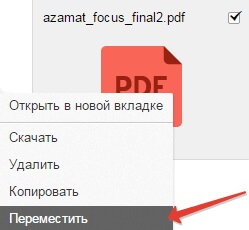 azamat_focus_final2.pdf
PDF
Открыть в новой вкладке
Скачать
Удалить
Копировать
Переместить